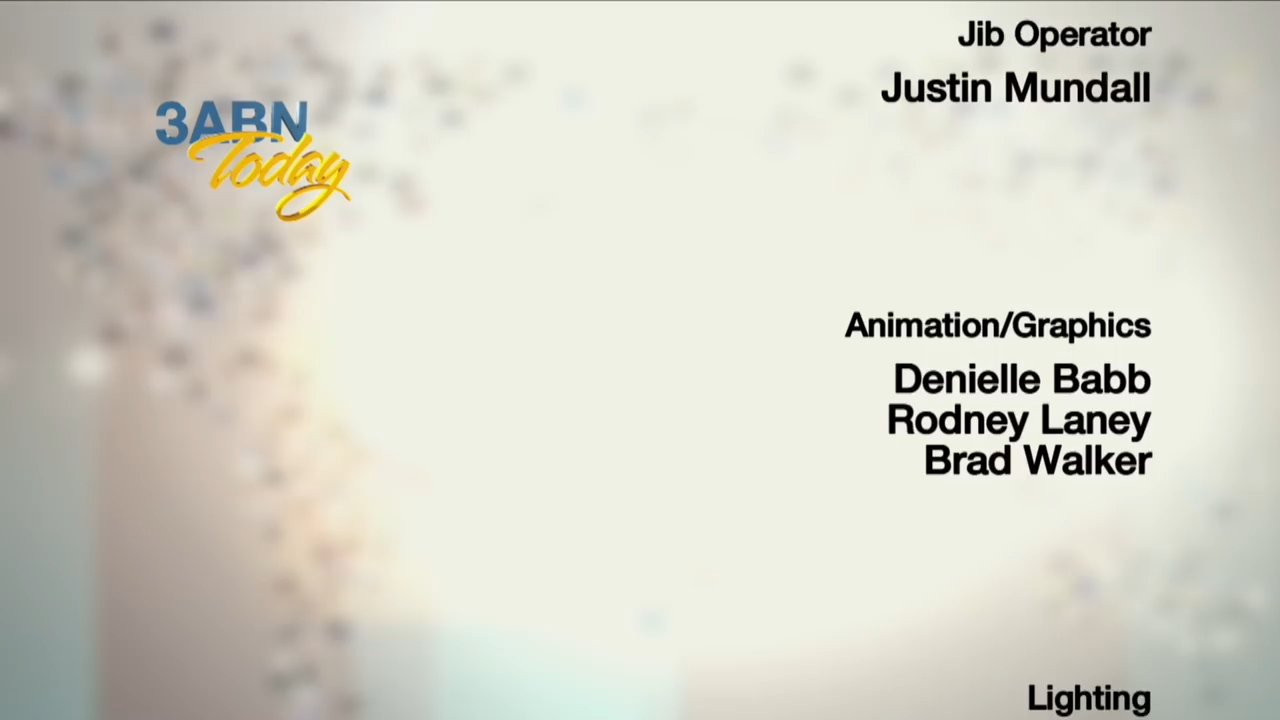 Jib Operator
Justin Mundall
3ABN
Today
Animation/Graphics
Denielle Babb
Rodney Laney
Brad Walker
Lighting